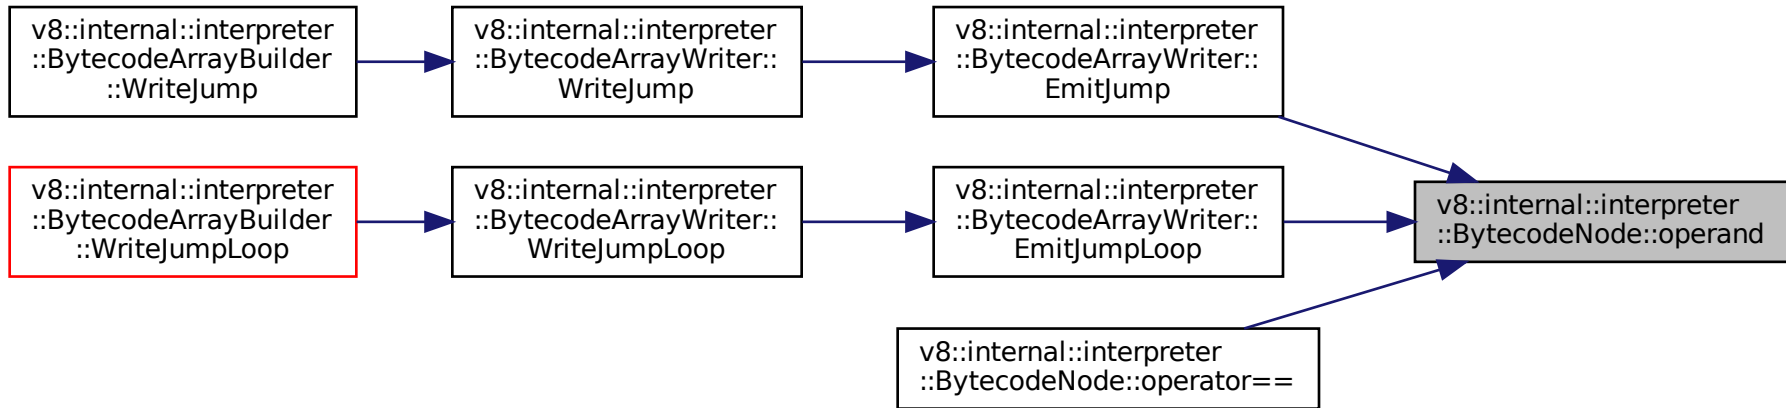 v8::internal::interpreter
::BytecodeArrayBuilder
::WriteJump
v8::internal::interpreter
::BytecodeArrayWriter::
WriteJump
v8::internal::interpreter
::BytecodeArrayWriter::
EmitJump
v8::internal::interpreter
::BytecodeArrayBuilder
::WriteJumpLoop
v8::internal::interpreter
::BytecodeArrayWriter::
WriteJumpLoop
v8::internal::interpreter
::BytecodeArrayWriter::
EmitJumpLoop
v8::internal::interpreter
::BytecodeNode::operand
v8::internal::interpreter
::BytecodeNode::operator==